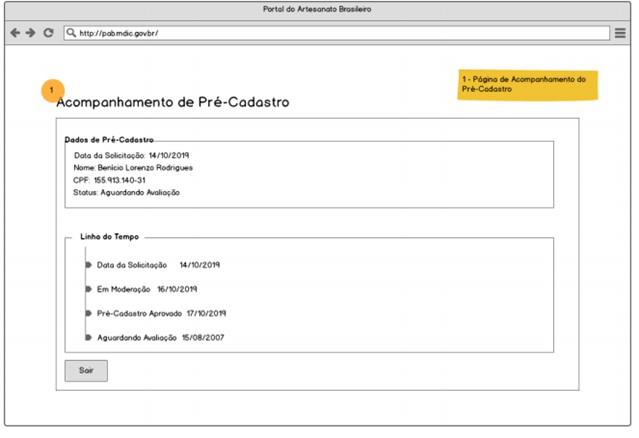 Portal do Artesanato Brasileiro
http://pab.mdic.gov.br/
1
1 - Página de Acompanhamento do
Pré-Cadastro
Acompanhamento de Pré-Cadastro
Dados de Pré-Cadastro
Data da Solicitação: 14/10/2019
Nome: Benício Lorenzo Rodrigues
CPF: 155.913.140-31
Status: Aguardando Avaliação
Linha do Tempo
Data da Solicitação 14/10/2019
Em Moderação 16/10/2019
Pré-Cadastro Aprovado 17/10/2019
Aguardando Avaliação 15/08/2007
Sair